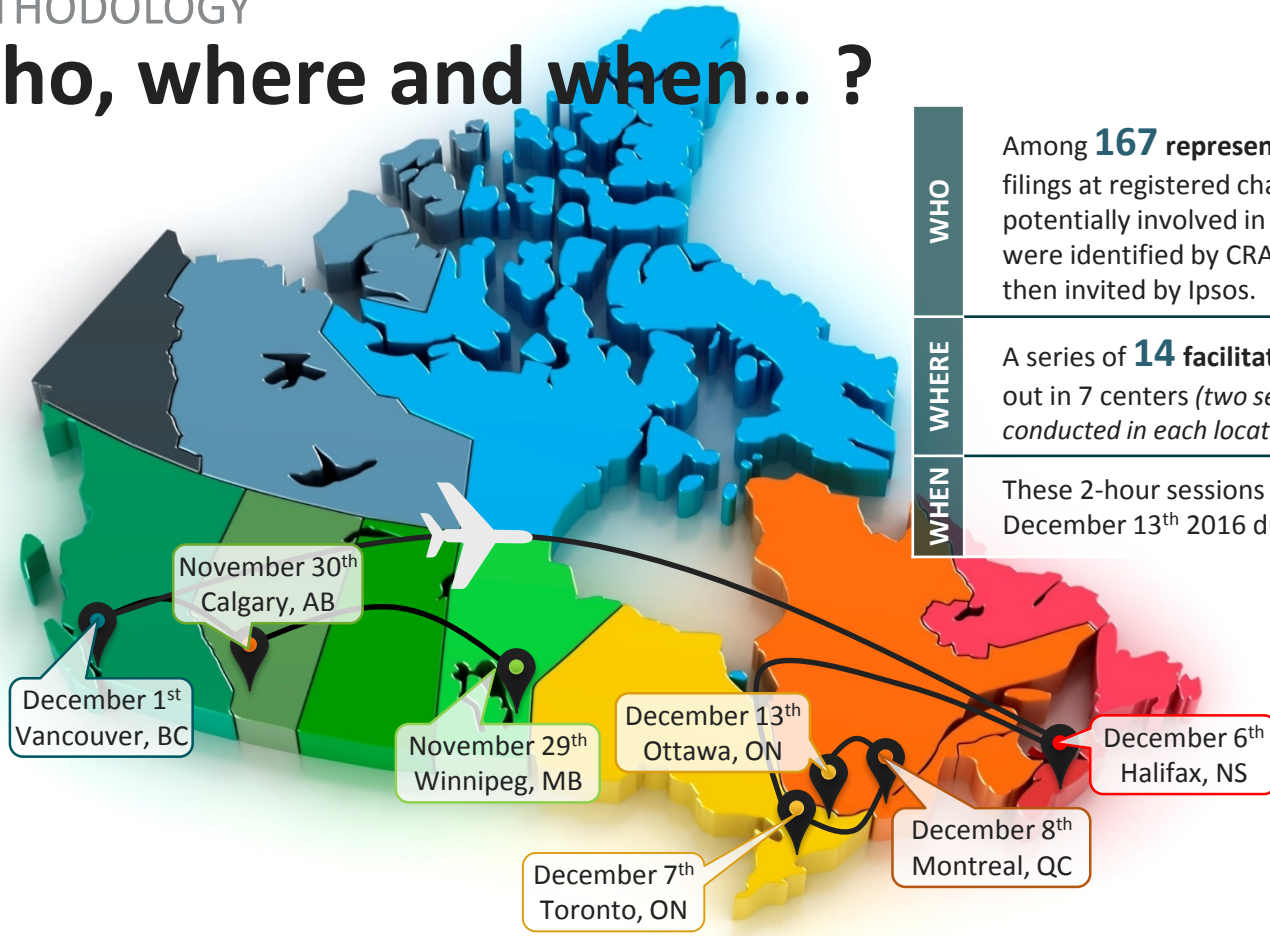 THODOLOGY
ho, where and when... ?
WHO
Among 167 represen
filings at registered cha
potentially involved in
were identified by CRA
then invited by Ipsos.
WHERE
A series of 14 facilitat
out in 7 centers (two se
conducted in each locat
WHEN
These 2-hour sessions
December 13th 2016 du
November 30th
Calgary, AB
December 1st
Vancouver, BC
November 29th
Winnipeg, MB
December 13th
Ottawa, ON
December 6th
Halifax, NS
December 8th
Montreal, QC
December 7th
Toronto, ON